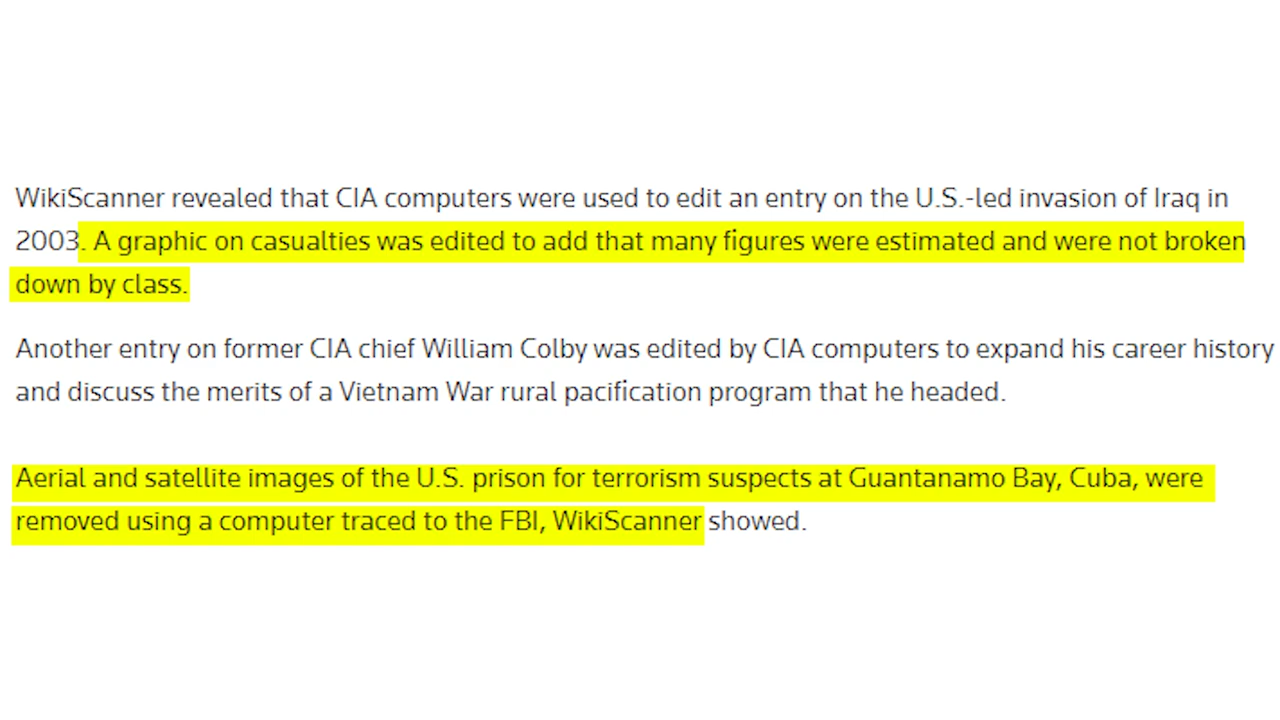 WikiScanner revealed that CIA computers were used to edit an entry on the U.S.-led invasion of Iraq in
2003. A graphic on casualties was edited to add that many figures were estimated and were not broken
down by class.
Another entry on former CIA chief William Colby was edited by CIA computers to expand his career history
and discuss the merits of a Vietnam War rural pacification program that he headed.
Aerial and satellite images of the U.S. prison for terrorism suspects at Guantanamo Bay, Cuba, were
removed using a computer traced to the FBI, WikiScanner showed.